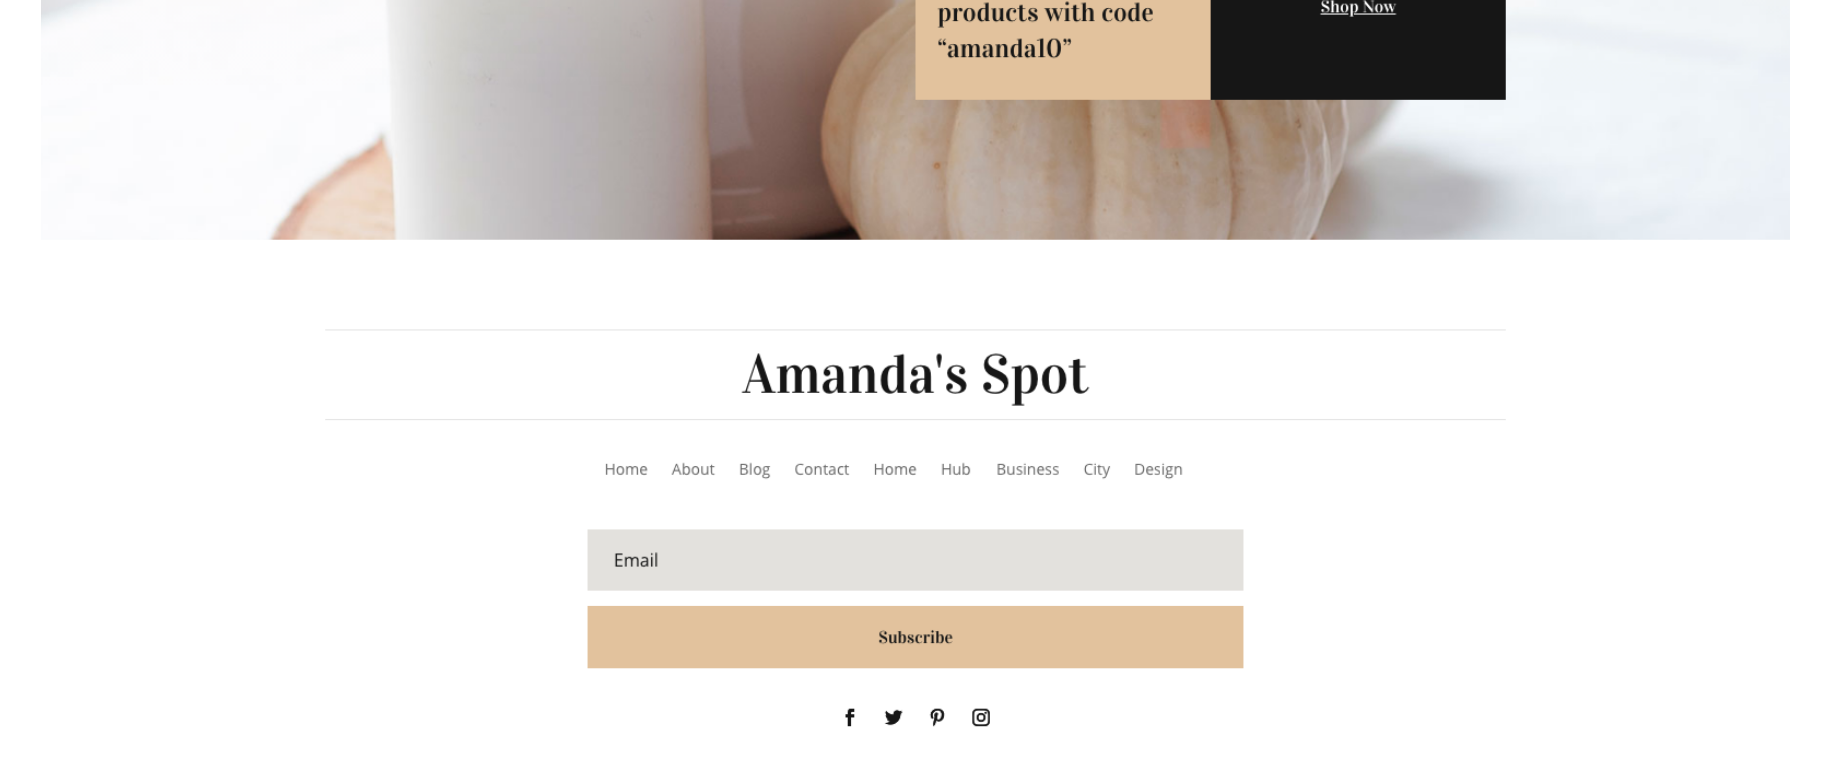 products with code
“amanda10”
Shop Now
Amanda's Spot
Home About Blog Contact Home Hub Business City Design
Email
Subscribe